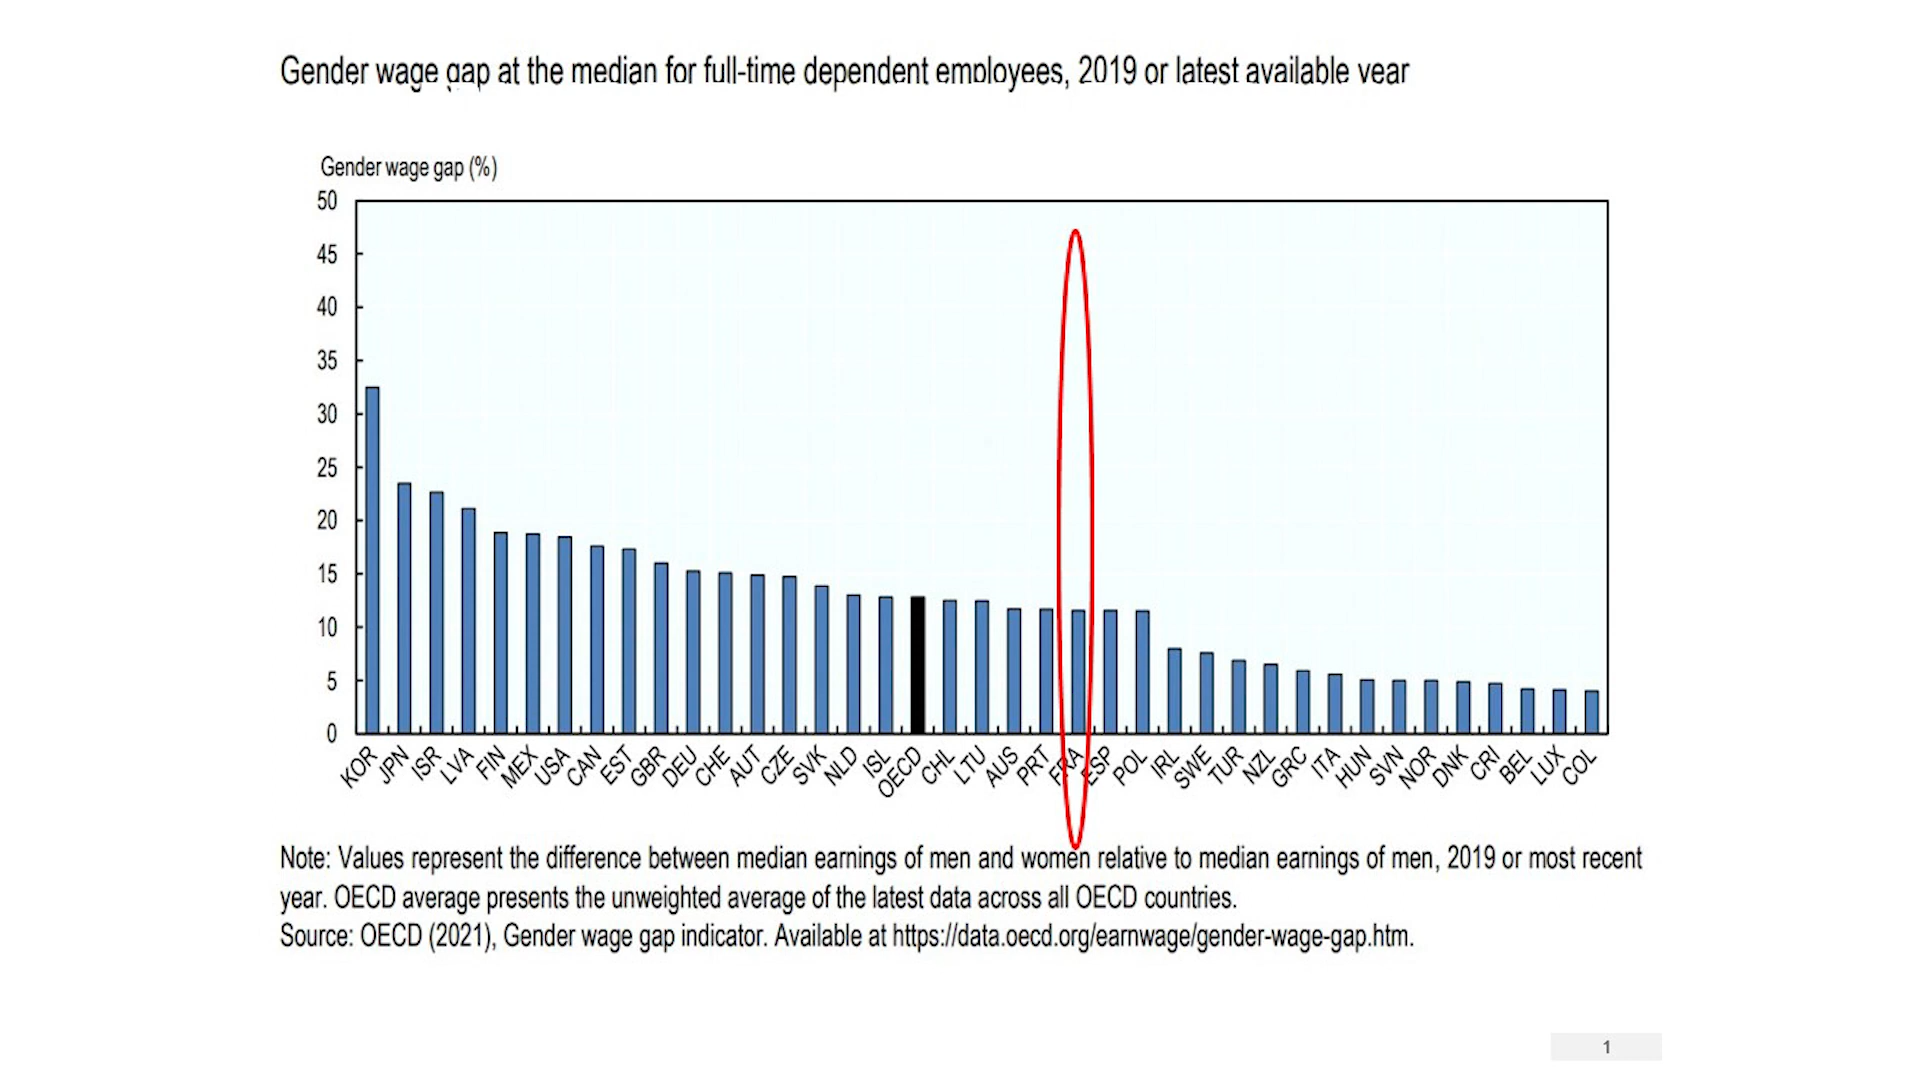 Gender wage gap at the median for full-time dependent employees, 2019 or latest available year
Gender wage gap (%)
50
45
40
35
30
25
20
15
10
5
0
KOR JPN ISR LVA FIN MEX USA CAN EST GBR DEU CHE AUT CZE SVK NLD ISL OECD CHL LTU AUS PRT FRA ESP POL IRL SWE TUR NZL GRC ITA HUN SVN NOR DNK CRI BEL LUX COL
Note: Values represent the difference between median earnings of men and women relative to median earnings of men, 2019 or most recent
year. OECD average presents the unweighted average of the latest data across all OECD countries.
Source: OECD (2021), Gender wage gap indicator. Available at https://data.oecd.org/earnwage/gender-wage-gap.htm.
1